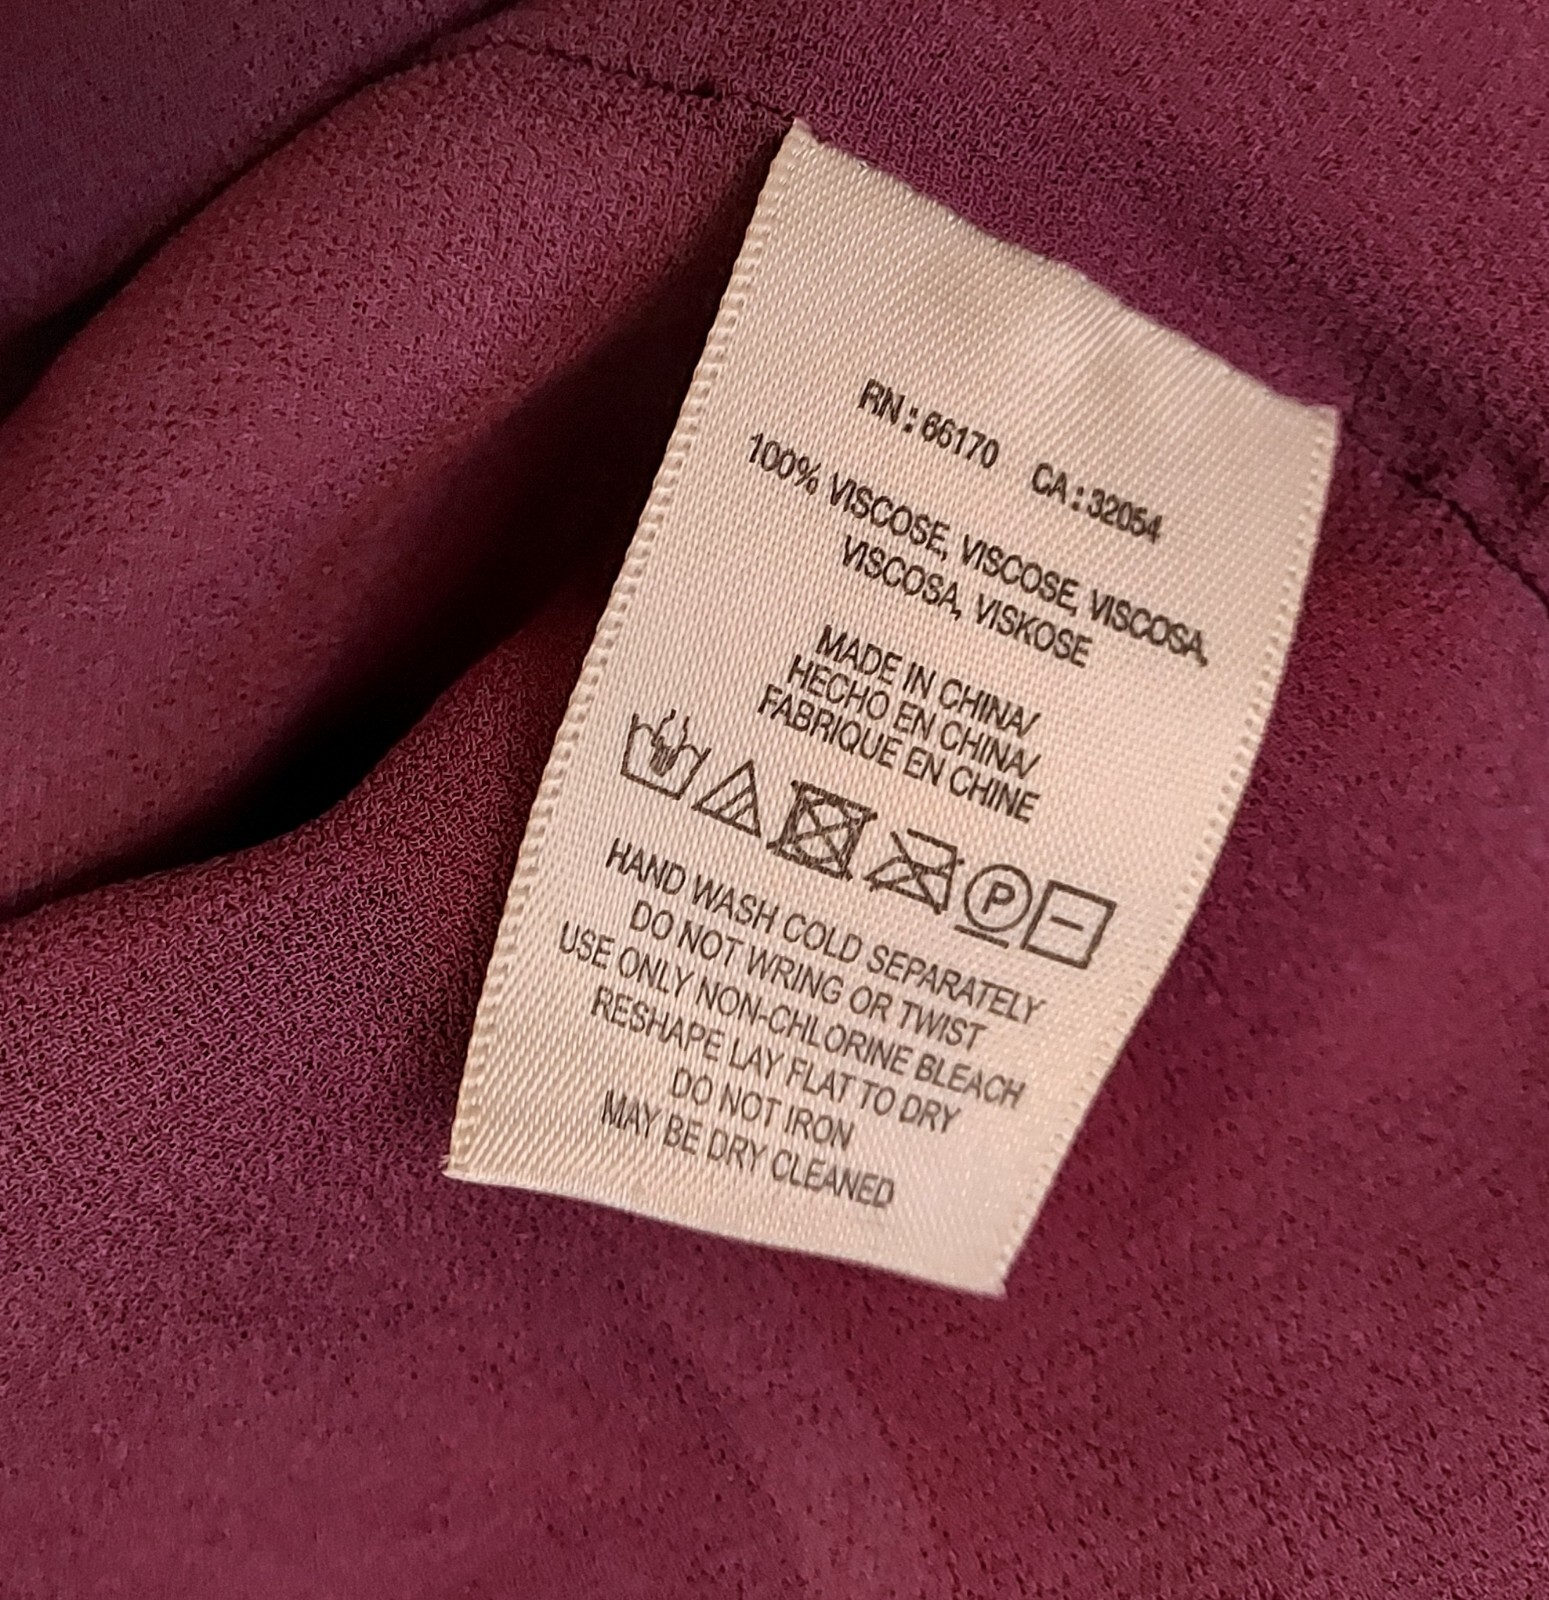 RN:66170 CA:32054
100% VISCOSE, VISCOSE, VISCOSA,
VISCOSA, VISKOSE
MADE IN CHINA/
HECHO EN CHINA/
FABRIQUE EN CHINE
P
HAND WASH COLD SEPARATELY
DO NOT WRING OR TWIST
USE ONLY NON-CHLORINE BLEACH
RESHAPE LAY FLAT TO DRY
DO NOT IRON
MAY BE DRY CLEANED